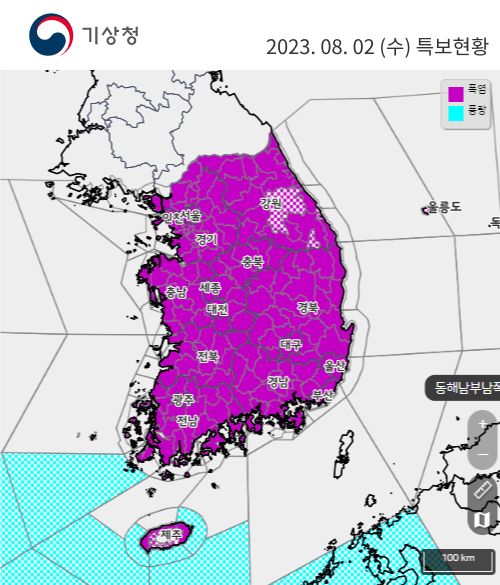 기상청
2023. 08. 02 (수) 특보현황
폭염
풍랑
강원
울릉도
독
인천
서울
경기
충북
충남
세종
대전
경북
대구
전북
울산
경남
동해남부남쪽
부산
광주
전남
제주
100 km